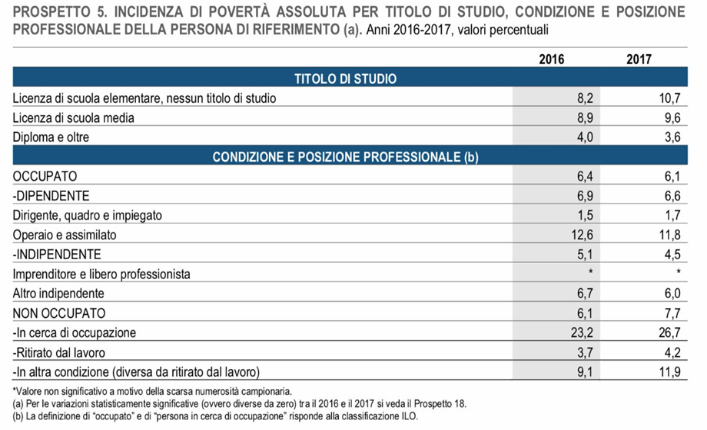 PROSPETTO 5. INCIDENZA DI POVERTÀ ASSOLUTA PER TITOLO DI STUDIO, CONDIZIONE E POSIZIONE
PROFESSIONALE DELLA PERSONA DI RIFERIMENTO (a). Anni 2016-2017, valori percentuali
2016 2017
TITOLO DI STUDIO
Licenza di scuola elementare, nessun titolo di studio 8,2 10,7
Licenza di scuola media 8,9 9,6
Diploma e oltre 4,0 3,6
CONDIZIONE E POSIZIONE PROFESSIONALE (b)
OCCUPATO 6,4 6,1
-DIPENDENTE 6,9 6,6
Dirigente, quadro e impiegato 1,5 1,7
Operaio e assimilato 12,6 11,8
-INDIPENDENTE 5,1 4,5
Imprenditore e libero professionista * *
Altro indipendente 6,7 6,0
NON OCCUPATO 6,1 7,7
-In cerca di occupazione 23,2 26,7
-Ritirato dal lavoro 3,7 4,2
-In altra condizione (diversa da ritirato dal lavoro) 9,1 11,9
*Valore non significativo a motivo della scarsa numerosità campionaria.
(a) Per le variazioni statisticamente significative (ovvero diverse da zero) tra il 2016 e il 2017 si veda il Prospetto 18.
(b) La definizione di "occupato" e di "persona in cerca di occupazione" risponde alla classificazione ILO.